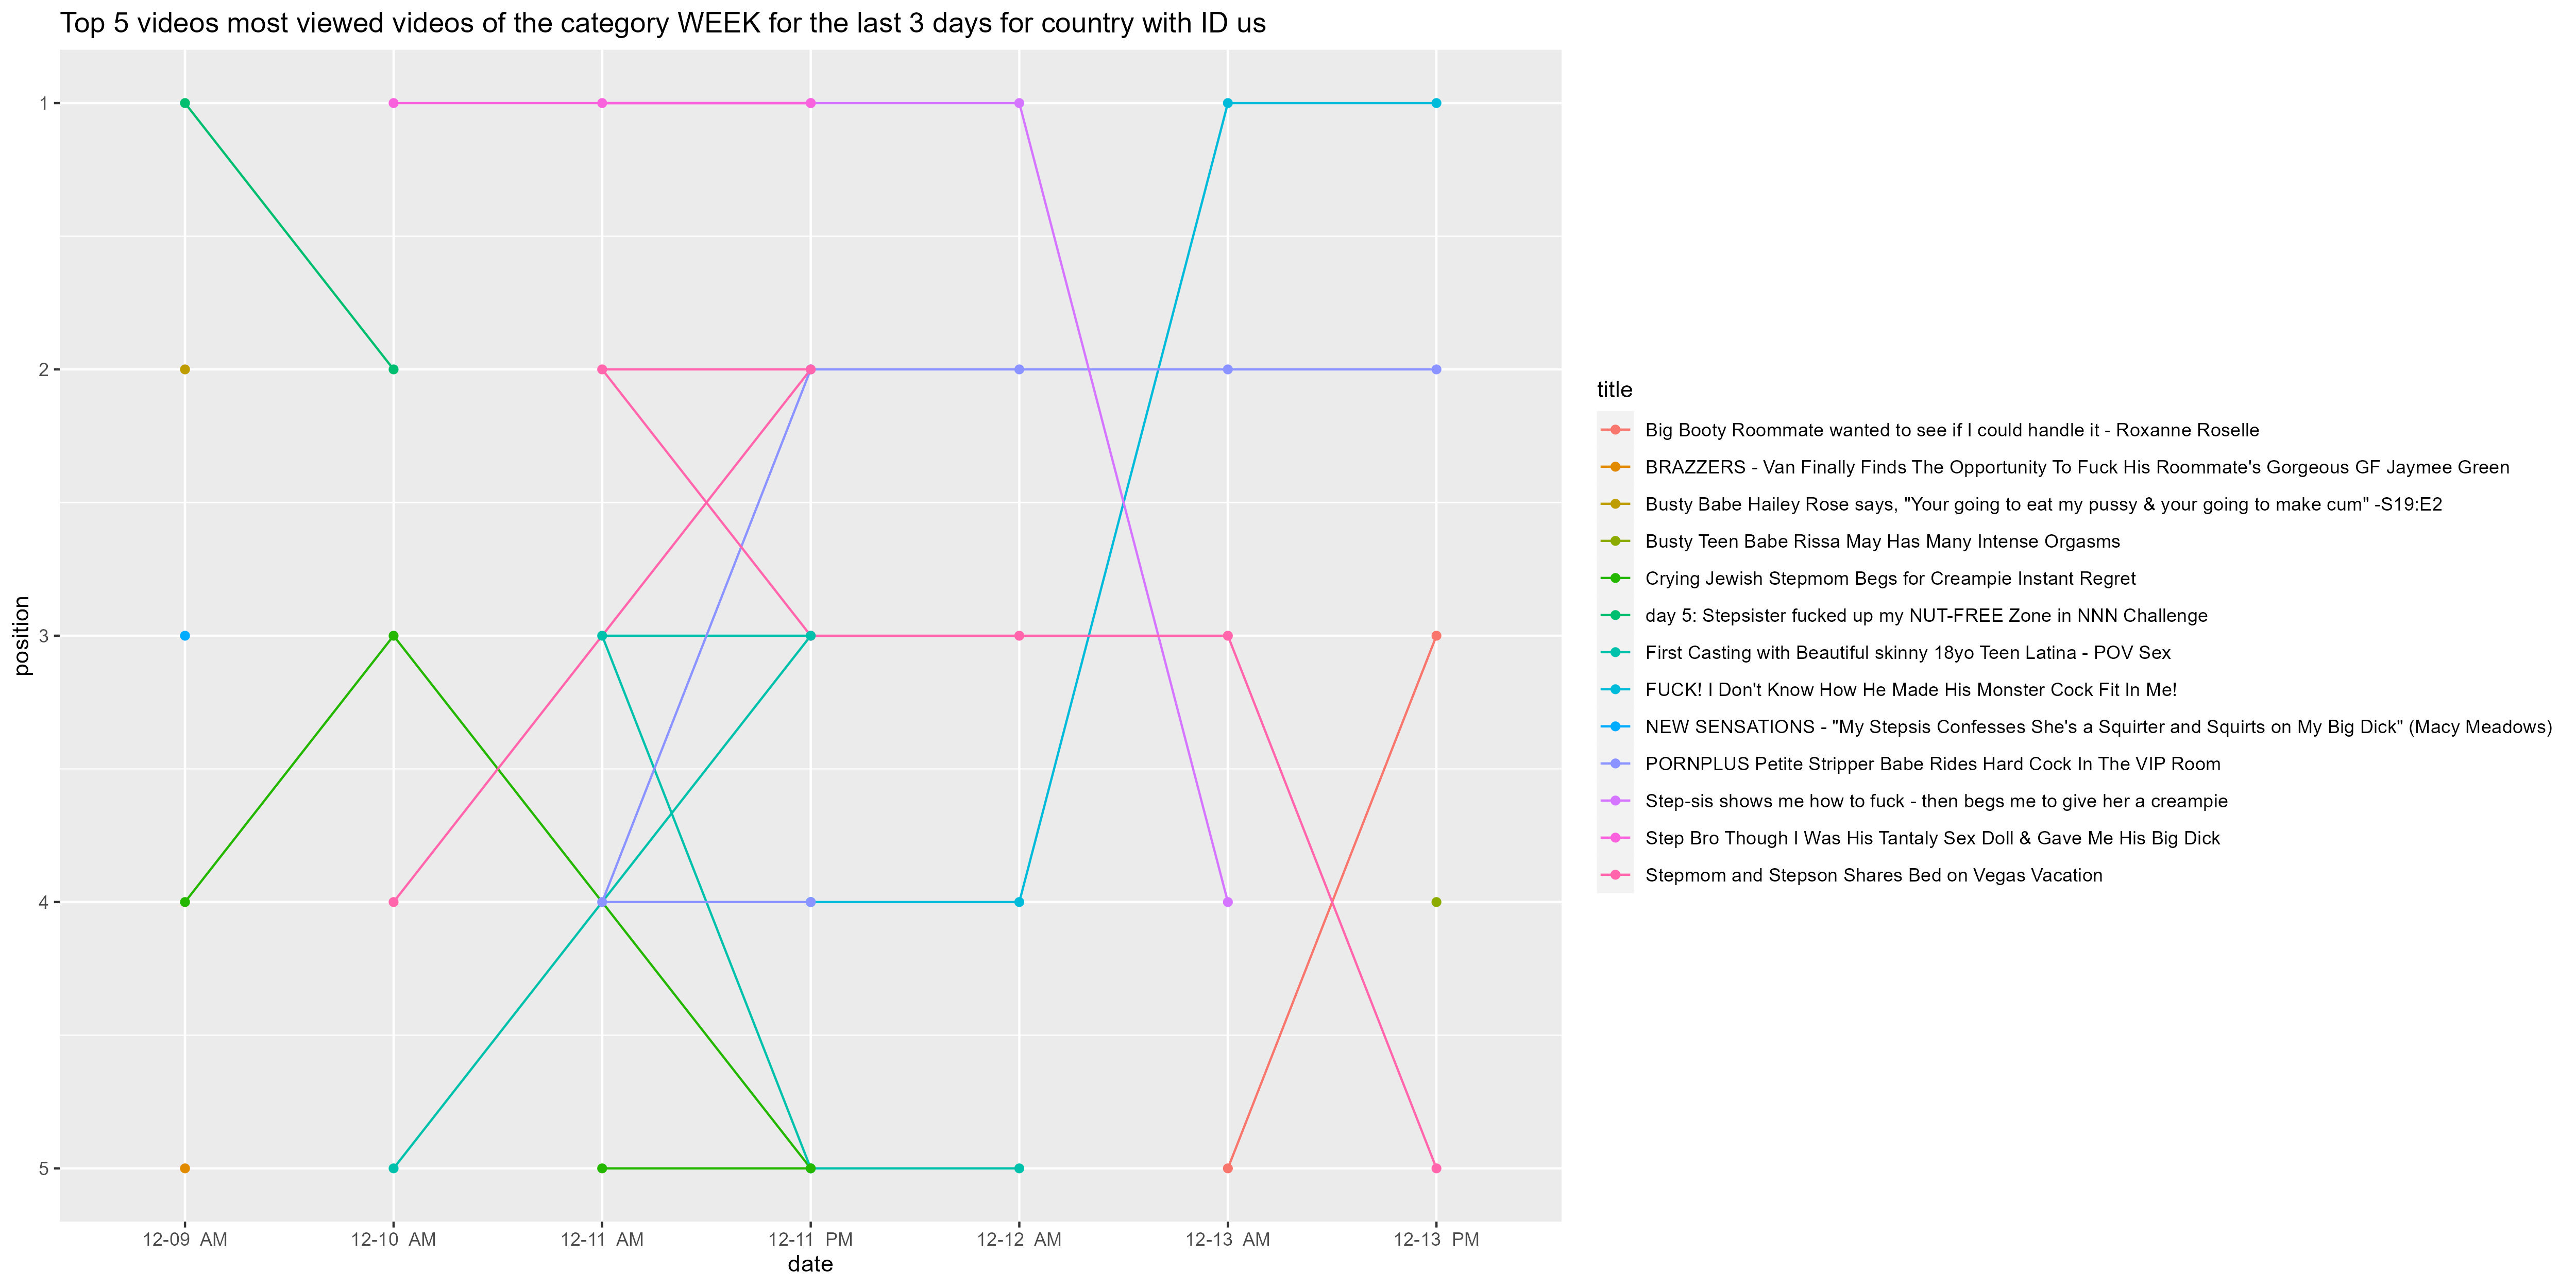 Top 5 videos most viewed videos of the category WEEK for the last 3 days for country with ID us
position
1
2
3
4
5
12-09 AM
12-10 AM
12-11 AM
12-11 PM
12-12 AM
12-13 AM
12-13 PM
date
title
Big Booty Roommate wanted to see if I could handle it - Roxanne Roselle
BRAZZERS - Van Finally Finds The Opportunity To Fuck His Roommate's Gorgeous GF Jaymee Green
Busty Babe Hailey Rose says, "Your going to eat my pussy & your going to make cum" -S19:E2
Busty Teen Babe Rissa May Has Many Intense Orgasms
Crying Jewish Stepmom Begs for Creampie Instant Regret
day 5: Stepsister fucked up my NUT-FREE Zone in NNN Challenge
First Casting with Beautiful skinny 18yo Teen Latina - POV Sex
FUCK! I Don't Know How He Made His Monster Cock Fit In Me!
NEW SENSATIONS - "My Stepsis Confesses She's a Squirter and Squirts on My Big Dick" (Macy Meadows)
PORNPLUS Petite Stripper Babe Rides Hard Cock In The VIP Room
Step-sis shows me how to fuck - then begs me to give her a creampie
Step Bro Though I Was His Tantaly Sex Doll & Gave Me His Big Dick
Stepmom and Stepson Shares Bed on Vegas Vacation